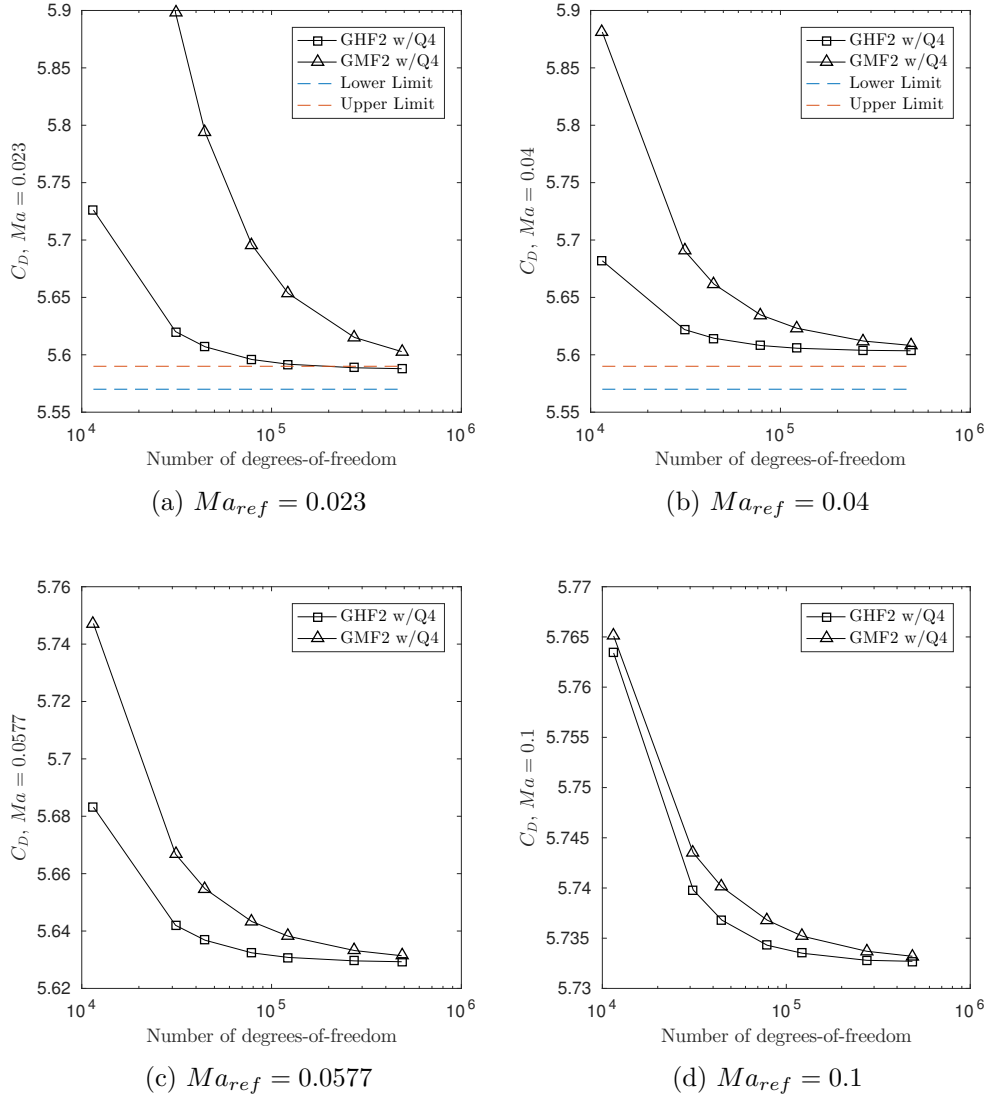 5.9
5.85
5.8
5.75
5.7
5.65
5.6
5.55
C_D, Ma = 0.023
10^4
10^5
10^6
Number of degrees-of-freedom
GHF2 w/Q4
GMF2 w/Q4
Lower Limit
Upper Limit
(a) Ma_{ref} = 0.023
5.9
5.85
5.8
5.75
5.7
5.65
5.6
5.55
C_D, Ma = 0.04
10^4
10^5
10^6
Number of degrees-of-freedom
GHF2 w/Q4
GMF2 w/Q4
Lower Limit
Upper Limit
(b) Ma_{ref} = 0.04
5.76
5.74
5.72
5.7
5.68
5.66
5.64
5.62
C_D, Ma = 0.0577
10^4
10^5
10^6
Number of degrees-of-freedom
GHF2 w/Q4
GMF2 w/Q4
(c) Ma_{ref} = 0.0577
5.77
5.765
5.76
5.755
5.75
5.745
5.74
5.735
5.73
C_D, Ma = 0.1
10^4
10^5
10^6
Number of degrees-of-freedom
GHF2 w/Q4
GMF2 w/Q4
(d) Ma_{ref} = 0.1